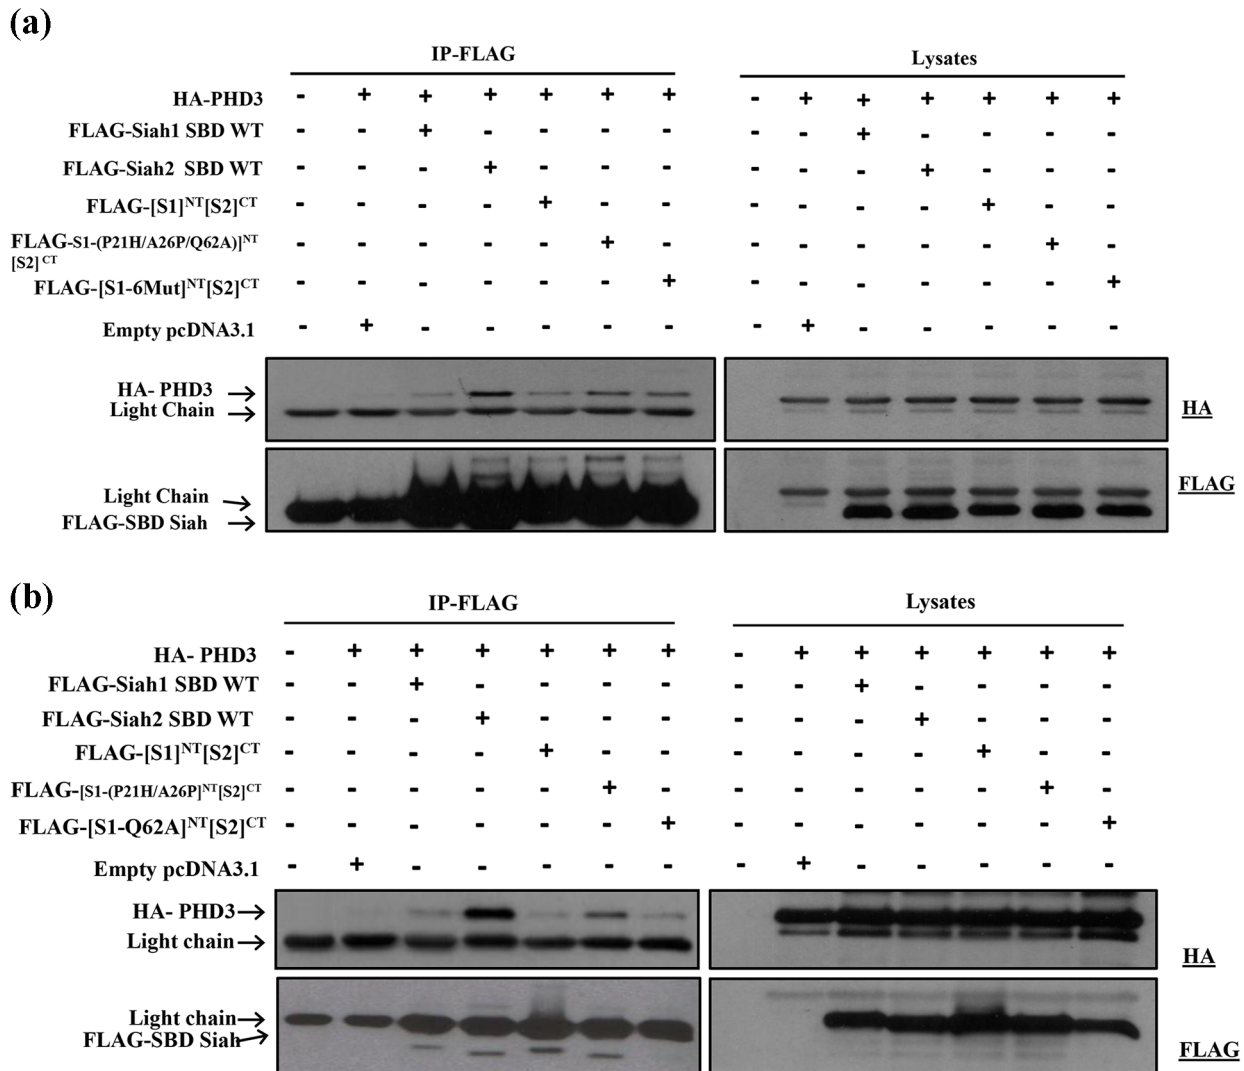 (a)
IP-FLAG
Lysates
HA-PHD3 - + + + + + + - + + + + + +
FLAG-Siah1 SBD WT - - + - - - - - - + - - - -
FLAG-Siah2 SBD WT - - - + - - - - - - + - - -
FLAG-[S1]NT[S2]CT - - - - + - - - - - - + - -
FLAG-S1-(P21H/A26P/Q62A)]NT - - - - - + - - - - - - + -
[S2]CT
FLAG-[S1-6Mut]NT[S2]CT - - - - - - + - - - - - - +
Empty pcDNA3.1 - + - - - - - - + - - - - -
HA- PHD3
Light Chain
HA
Light Chain
FLAG-SBD Siah
FLAG
(b)
IP-FLAG
Lysates
HA- PHD3 - + + + + + + - + + + + + +
FLAG-Siah1 SBD WT - - + - - - - - - + - - - -
FLAG-Siah2 SBD WT - - - + - - - - - - + - - -
FLAG-[S1]NT[S2]CT - - - - + - - - - - - + - -
FLAG-[S1-(P21H/A26P]NT[S2]CT - - - - - + - - - - - - + -
FLAG-[S1-Q62A]NT[S2]CT - - - - - - + - - - - - - +
Empty pcDNA3.1 - + - - - - - - + - - - - -
HA- PHD3
Light chain
HA
Light chain
FLAG-SBD Siah
FLAG